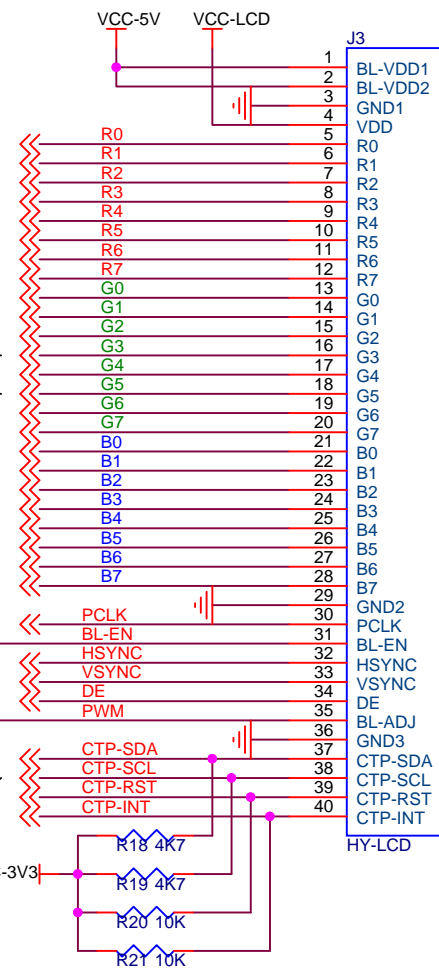 VCC-5V VCC-LCD
J3
1 BL-VDD1
2 BL-VDD2
3 GND1
4 VDD
R0 5 R0
R1 6 R1
R2 7 R2
R3 8 R3
R4 9 R4
R5 10 R5
R6 11 R6
R7 12 R7
G0 13 G0
G1 14 G1
G2 15 G2
G3 16 G3
G4 17 G4
G5 18 G5
G6 19 G6
G7 20 G7
B0 21 B0
B1 22 B1
B2 23 B2
B3 24 B3
B4 25 B4
B5 26 B5
B6 27 B6
B7 28 B7
29 GND2
PCLK 30 PCLK
BL-EN 31 BL-EN
HSYNC 32 HSYNC
VSYNC 33 VSYNC
DE 34 DE
PWM 35 BL-ADJ
36 GND3
CTP-SDA 37 CTP-SDA
CTP-SCL 38 CTP-SCL
CTP-RST 39 CTP-RST
CTP-INT 40 CTP-INT
HY-LCD
R18 4K7
-3V3
R19 4K7
R20 10K
R21 10K